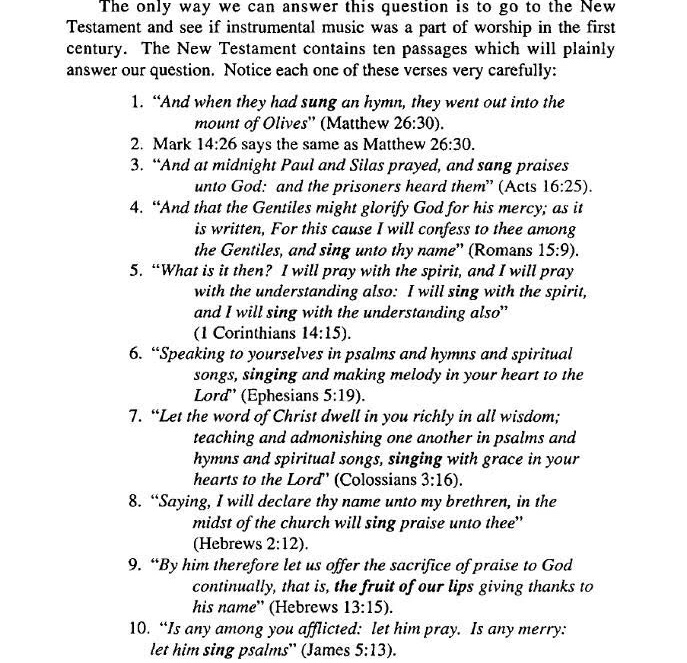 The only way we can answer this question is to go to the New
Testament and see if instrumental music was a part of worship in the first
century. The New Testament contains ten passages which will plainly
answer our question. Notice each one of these verses very carefully:
1. “And when they had sung an hymn, they went out into the
mount of Olives” (Matthew 26:30).
2. Mark 14:26 says the same as Matthew 26:30.
3. “And at midnight Paul and Silas prayed, and sang praises
unto God: and the prisoners heard them” (Acts 16:25).
4. “And that the Gentiles might glorify God for his mercy; as it
is written, For this cause I will confess to thee among
the Gentiles, and sing unto thy name” (Romans 15:9).
5. “What is it then? I will pray with the spirit, and I will pray
with the understanding also: I will sing with the spirit,
and I will sing with the understanding also”
(1 Corinthians 14:15).
6. “Speaking to yourselves in psalms and hymns and spiritual
songs, singing and making melody in your heart to the
Lord” (Ephesians 5:19).
7. “Let the word of Christ dwell in you richly in all wisdom;
teaching and admonishing one another in psalms and
hymns and spiritual songs, singing with grace in your
hearts to the Lord” (Colossians 3:16).
8. “Saying, I will declare thy name unto my brethren, in the
midst of the church will sing praise unto thee”
(Hebrews 2:12).
9. “By him therefore let us offer the sacrifice of praise to God
continually, that is, the fruit of our lips giving thanks to
his name” (Hebrews 13:15).
10. “Is any among you afflicted: let him pray. Is any merry:
let him sing psalms” (James 5:13).